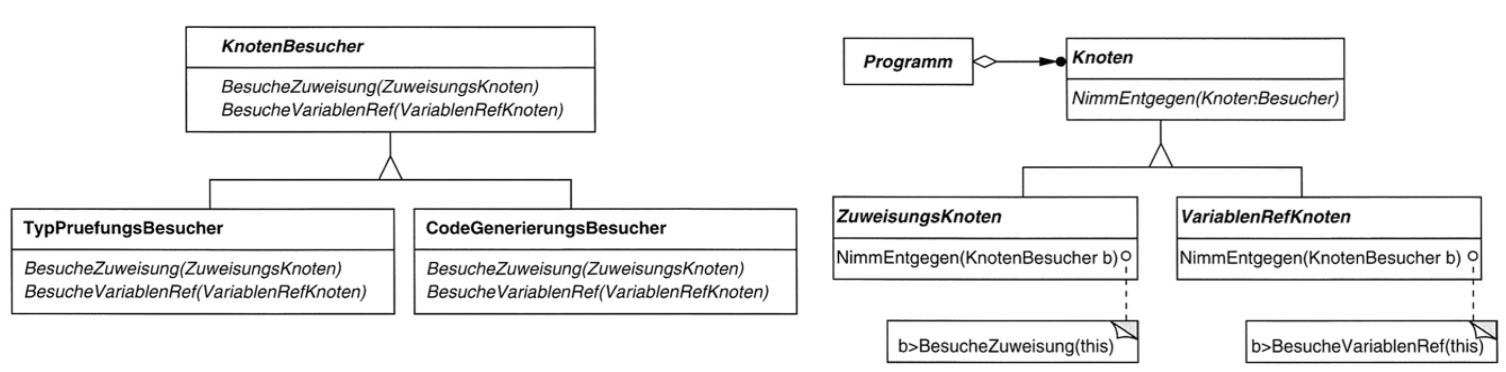 KnotenBesucher
BesucheZuweisung(ZuweisungsKnoten)
BesucheVariablenRef(VariablenRefKnoten)
TypPruefungsBesucher
BesucheZuweisung(ZuweisungsKnoten)
BesucheVariablenRef(VariablenRefKnoten)
CodeGenerierungsBesucher
BesucheZuweisung(ZuweisungsKnoten)
BesucheVariablenRef(VariablenRefKnoten)
Programm
Knoten
NimmEntgegen(KnotenBesucher)
ZuweisungsKnoten
NimmEntgegen(KnotenBesucher b)
b>BesucheZuweisung(this)
VariablenRefKnoten
NimmEntgegen(KnotenBesucher b)
b>BesucheVariablenRef(this)